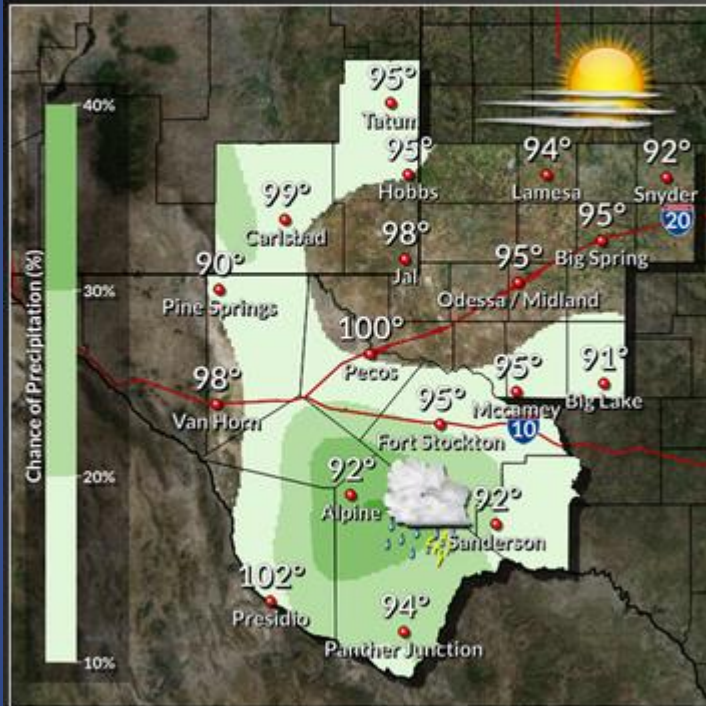 40%
30%
20%
10%
Chance of Precipitation (%)
95°
Tatum
95°
Hobbs
94°
Lamesa
92°
Snyder
20
99°
Carlsbad
98°
Jal
95°
Big Spring
90°
Pine Springs
95°
Odessa / Midland
100°
Pecos
98°
Van Horn
95°
Mccamey
91°
Big Lake
95°
Fort Stockton
10
92°
Alpine
92°
Sanderson
102°
Presidio
94°
Panther Junction